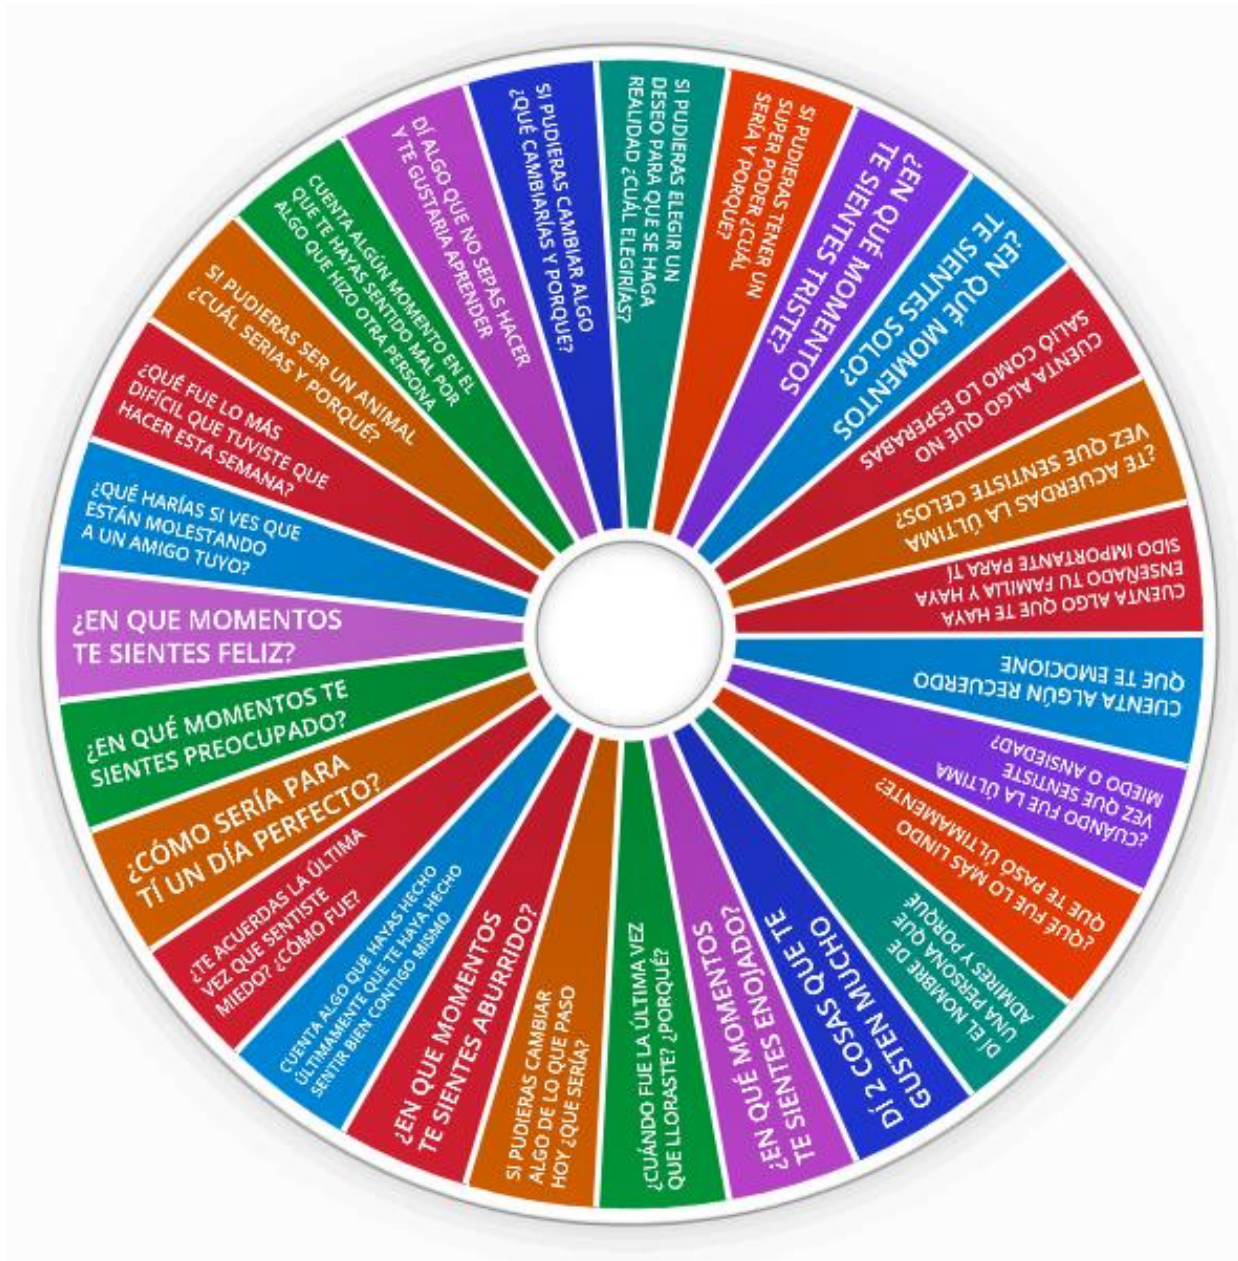 SI PUDIERAS ELEGIR UN
DESEO PARA QUE SE HAGA
REALIDAD ¿CUÁL ELEGIRÍAS?
SI PUDIERAS TENER UN
SUPER PODER ¿CUÁL
SERÍA Y PORQUE?
¿EN QUÉ MOMENTOS
TE SIENTES TRISTE?
¿EN QUÉ MOMENTOS
TE SIENTES SOLO?
CUENTA ALGO QUE NO
SALIÓ COMO LO ESPERABAS
¿TE ACUERDAS LA ÚLTIMA
VEZ QUE SENTISTE CELOS?
CUENTA ALGO QUE TE HAYA
ENSEÑADO TU FAMILIA Y HAYA
SIDO IMPORTANTE PARA TÍ
CUENTA ALGÚN RECUERDO
QUE TE EMOCIONE
¿CUÁNDO FUE LA ÚLTIMA
VEZ QUE SENTISTE
MIEDO O ANSIEDAD?
¿QUÉ FUE LO MÁS LINDO
QUE TE PASÓ ÚLTIMAMENTE?
DÍ EL NOMBRE DE
UNA PERSONA QUE
ADMIRES Y PORQUÉ
DÍ 2 COSAS QUE TE
GUSTEN MUCHO
¿EN QUÉ MOMENTOS
TE SIENTES ENOJADO?
¿CUÁNDO FUE LA ÚLTIMA VEZ
QUE LLORASTE? ¿PORQUÉ?
SI PUDIERAS CAMBIAR
ALGO DE LO QUE PASO
HOY ¿QUE SERÍA?
¿EN QUE MOMENTOS
TE SIENTES ABURRIDO?
CUENTA ALGO QUE HAYAS HECHO
ÚLTIMAMENTE QUE TE HAYA HECHO
SENTIR BIEN CONTIGO MISMO
¿TE ACUERDAS LA ÚLTIMA
VEZ QUE SENTISTE
MIEDO? ¿CÓMO FUE?
¿CÓMO SERÍA PARA
TÍ UN DÍA PERFECTO?
¿EN QUÉ MOMENTOS TE
SIENTES PREOCUPADO?
¿EN QUE MOMENTOS
TE SIENTES FELIZ?
¿QUÉ HARÍAS SI VES QUE
ESTÁN MOLESTANDO
A UN AMIGO TUYO?
¿QUÉ FUE LO MÁS
DIFÍCIL QUE TUVISTE QUE
HACER ESTA SEMANA?
SI PUDIERAS SER UN ANIMAL
¿CUÁL SERIAS Y PORQUÉ?
CUENTA ALGÚN MOMENTO EN EL
QUE TE HAYAS SENTIDO MAL POR
ALGO QUE HIZO OTRA PERSONA
DÍ ALGO QUE NO SEPAS HACER
Y TE GUSTARIA APRENDER
SI PUDIERAS CAMBIAR ALGO
¿QUÉ CAMBIARÍAS Y PORQUE?